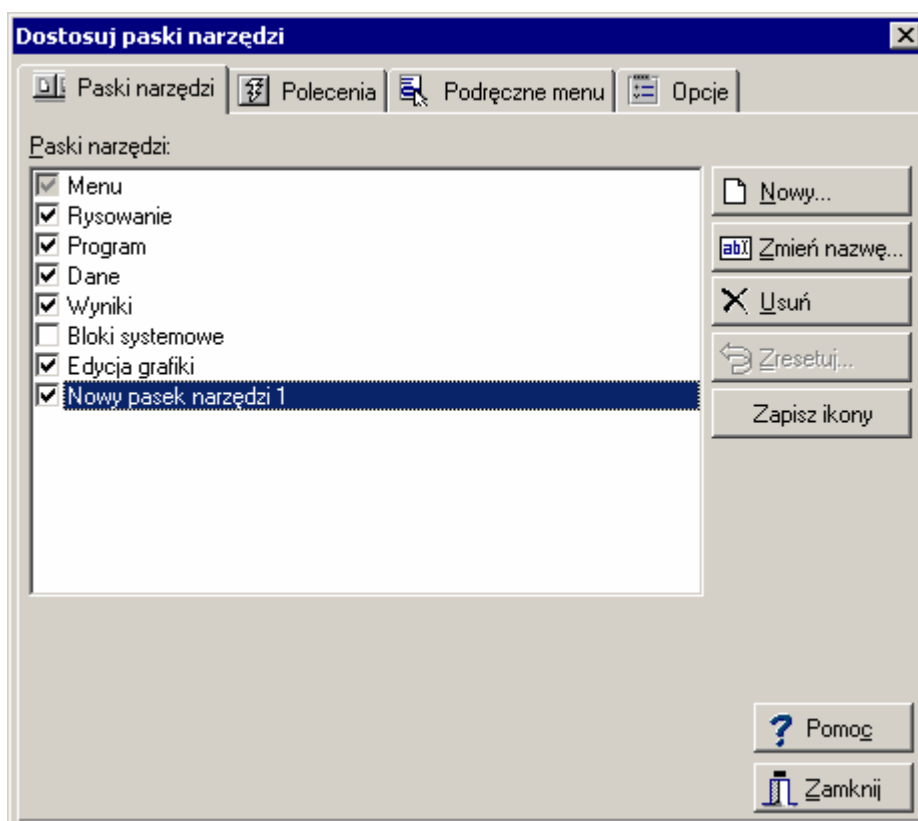 Dostosuj paski narzędzi
Paski narzędzi Polecenia Podręczne menu Opcje
Paski narzędzi:
Menu
Rysowanie
Program
Dane
Wyniki
Bloki systemowe
Edycja grafiki
Nowy pasek narzędzi 1
Nowy...
Zmień nazwę...
Usuń
Zresetuj...
Zapisz ikony
Pomoc
Zamknij